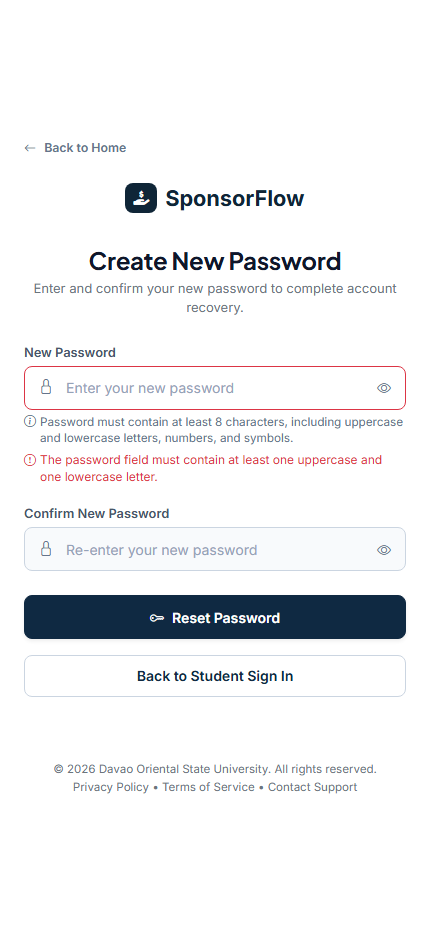 ← Back to Home
SponsorFlow
Create New Password
Enter and confirm your new password to complete account
recovery.
New Password
Enter your new password
Password must contain at least 8 characters, including uppercase
and lowercase letters, numbers, and symbols.
The password field must contain at least one uppercase and
one lowercase letter.
Confirm New Password
Re-enter your new password
Reset Password
Back to Student Sign In
© 2026 Davao Oriental State University. All rights reserved.
Privacy Policy • Terms of Service • Contact Support